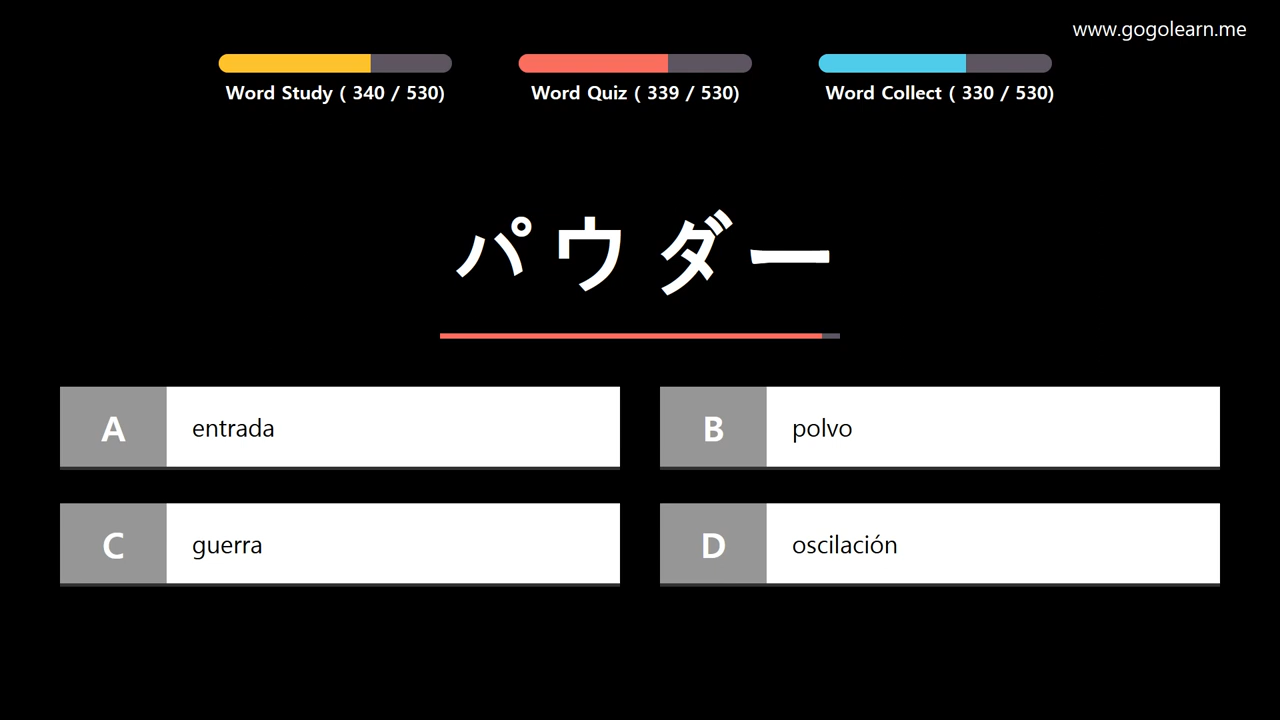 www.gogolearn.me
Word Study ( 340 / 530)
Word Quiz ( 339 / 530)
Word Collect ( 330 / 530)
パウダー
A entrada
B polvo
C guerra
D oscilación